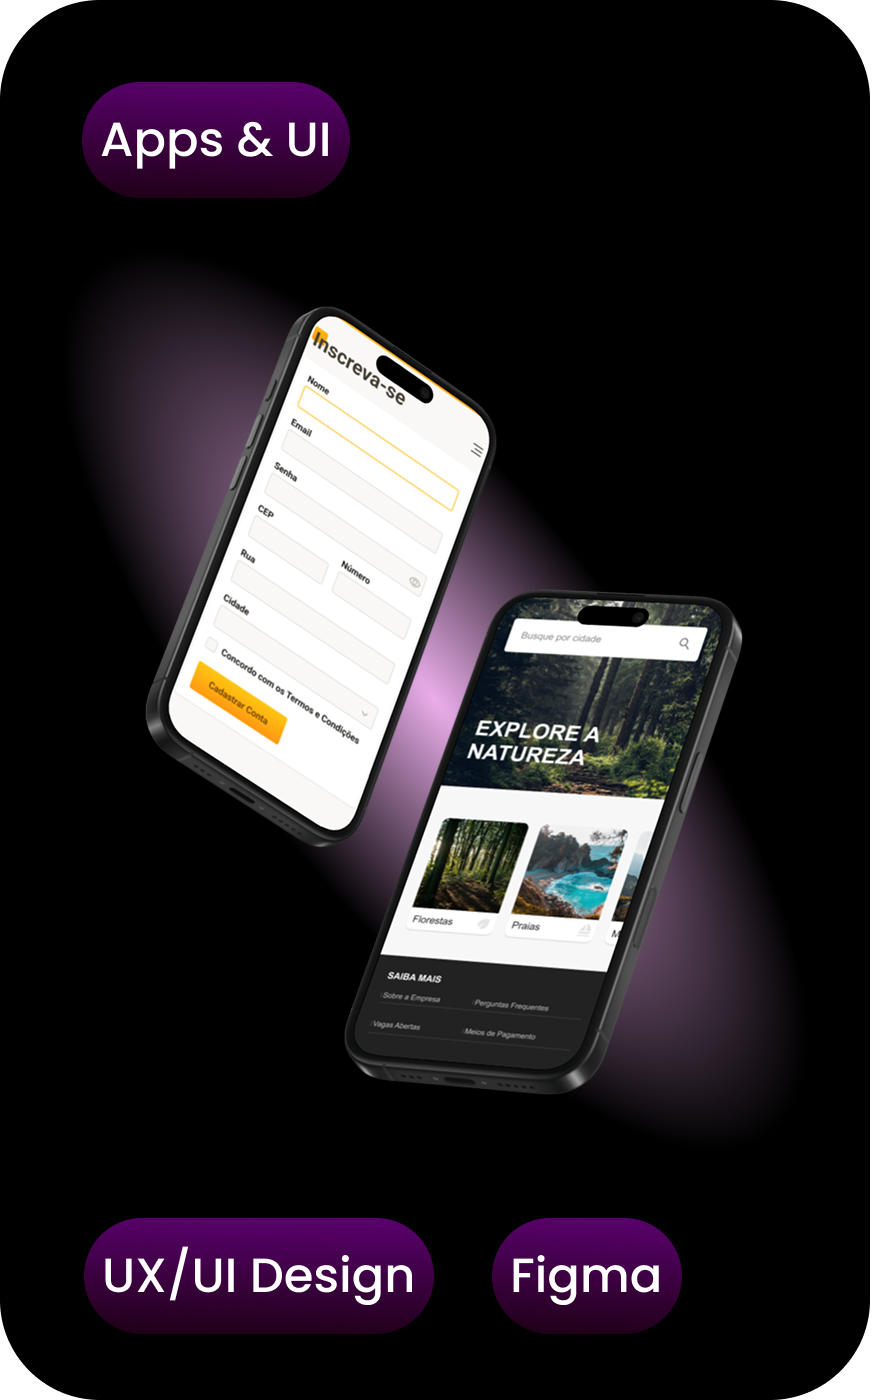 Apps & UI
Inscreva-se
Nome
Email
Senha
CEP
Rua
Número
Cidade
Concordo com os Termos e Condições
Cadastrar Conta
Busque por cidade
EXPLORE A
NATUREZA
Florestas
Praias
M
SAIBA MAIS
Sobre a Empresa
Perguntas Frequentes
Vagas Abertas
Meios de Pagamento
UX/UI Design
Figma